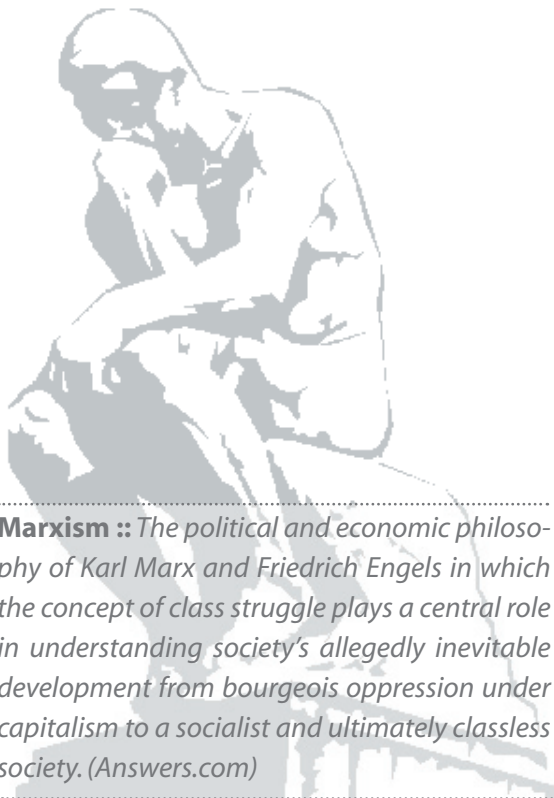 Marxism :: The political and economic philoso-
phy of Karl Marx and Friedrich Engels in which
the concept of class struggle plays a central role
in understanding society's allegedly inevitable
development from bourgeois oppression under
capitalism to a socialist and ultimately classless
society. (Answers.com)